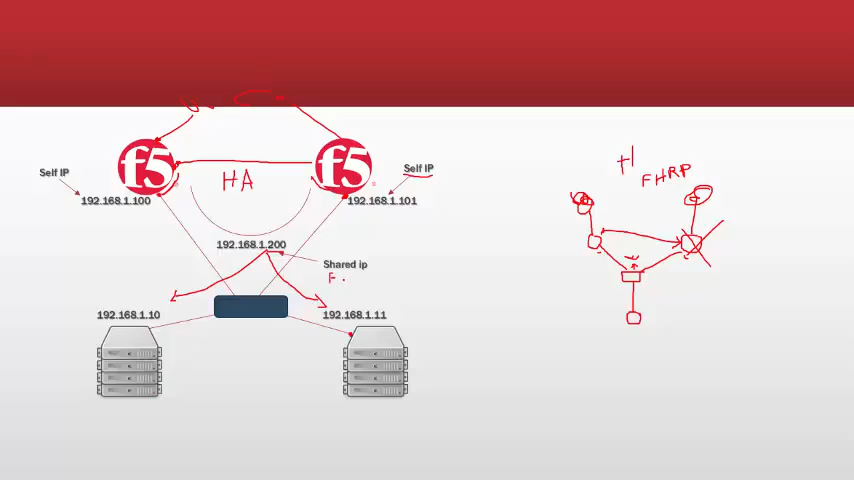 f5
f5
Self IP
Self IP
HA
192.168.1.100
192.168.1.101
192.168.1.200
Shared ip
F.
192.168.1.10
192.168.1.11
H
FHRP